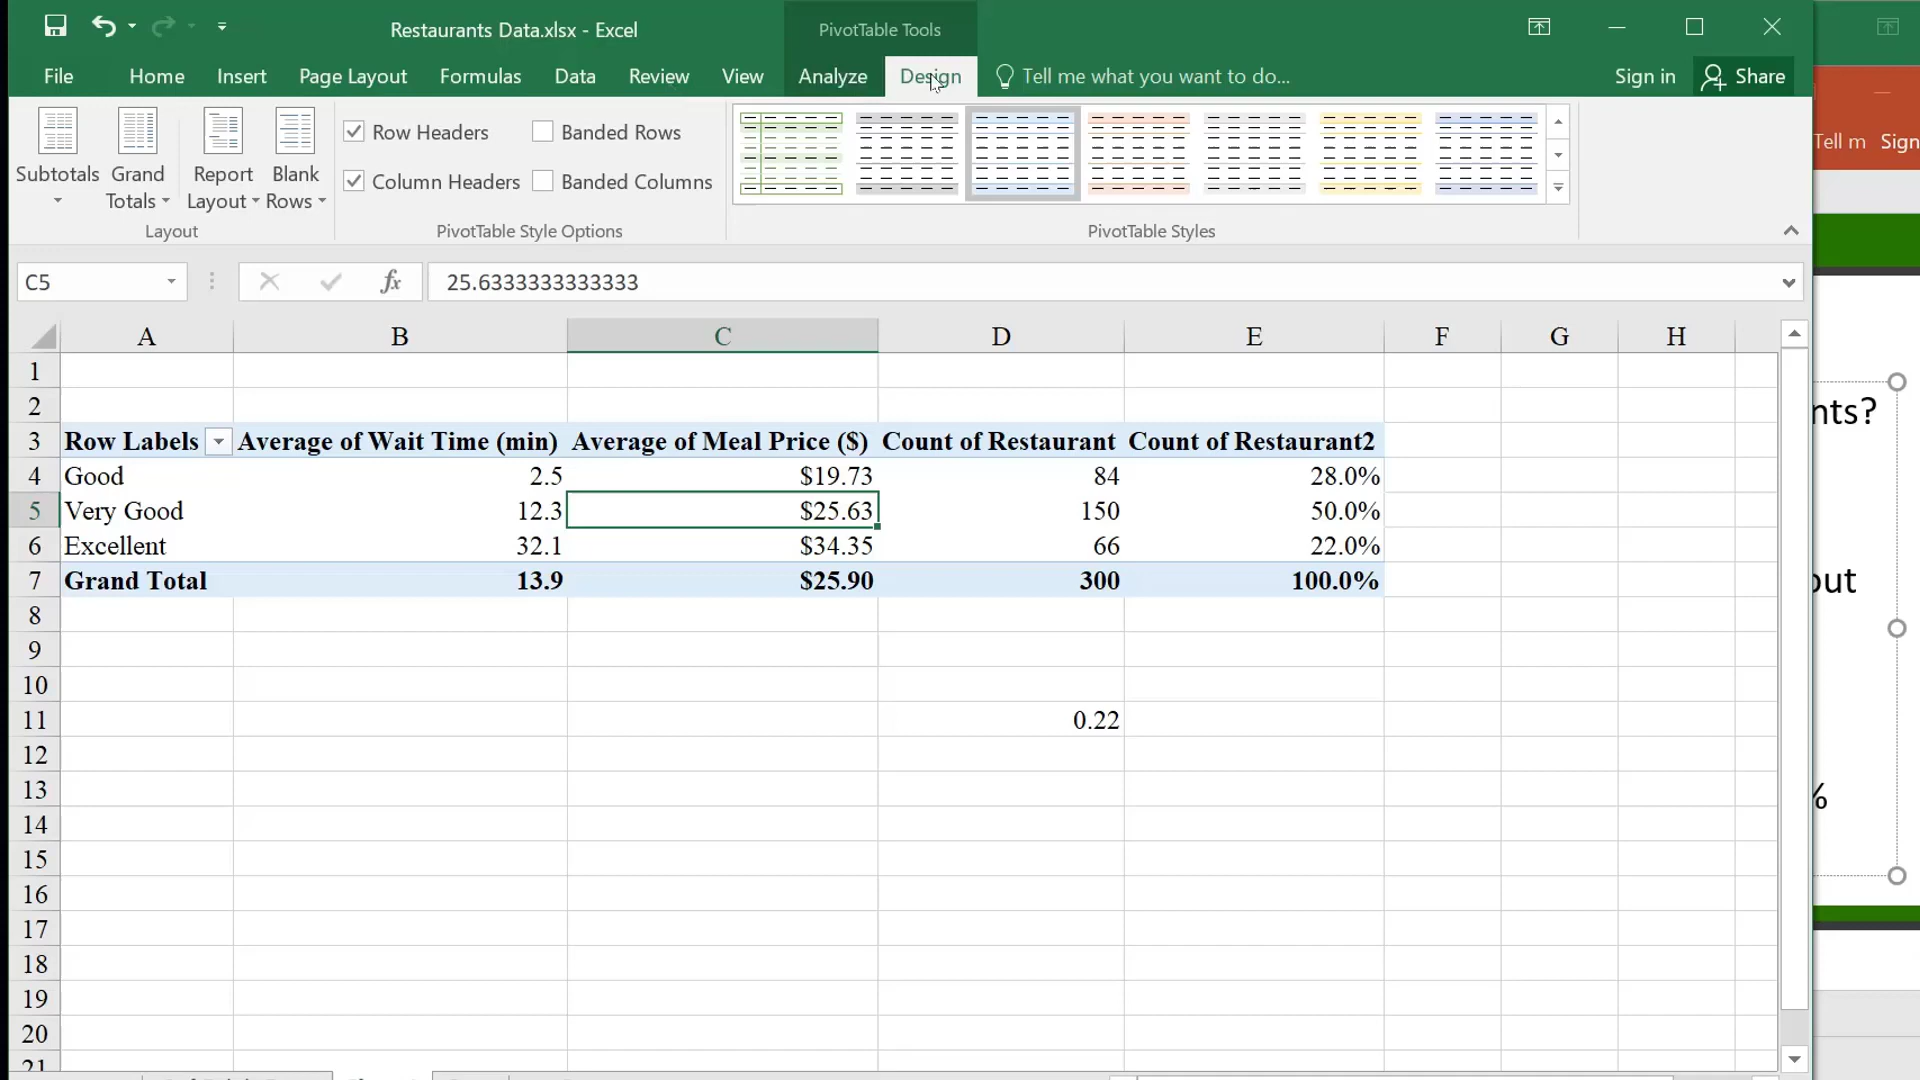 Restaurants Data.xlsx - Excel
PivotTable Tools
File Home Insert Page Layout Formulas Data Review View Analyze Design Tell me what you want to do... Sign in Share
Tell m Sign
Subtotals Grand Totals Report Layout Blank Rows
Row Headers Banded Rows
Column Headers Banded Columns
Layout PivotTable Style Options PivotTable Styles
C5 fx 25.6333333333333
A B C D E F G H
1
2
3 Row Labels Average of Wait Time (min) Average of Meal Price ($) Count of Restaurant Count of Restaurant2
4 Good 2.5 $19.73 84 28.0%
5 Very Good 12.3 $25.63 150 50.0%
6 Excellent 32.1 $34.35 66 22.0%
7 Grand Total 13.9 $25.90 300 100.0%
8
9
10
11 0.22
12
13
14
15
16
17
18
19
20
21
nts?
out
%